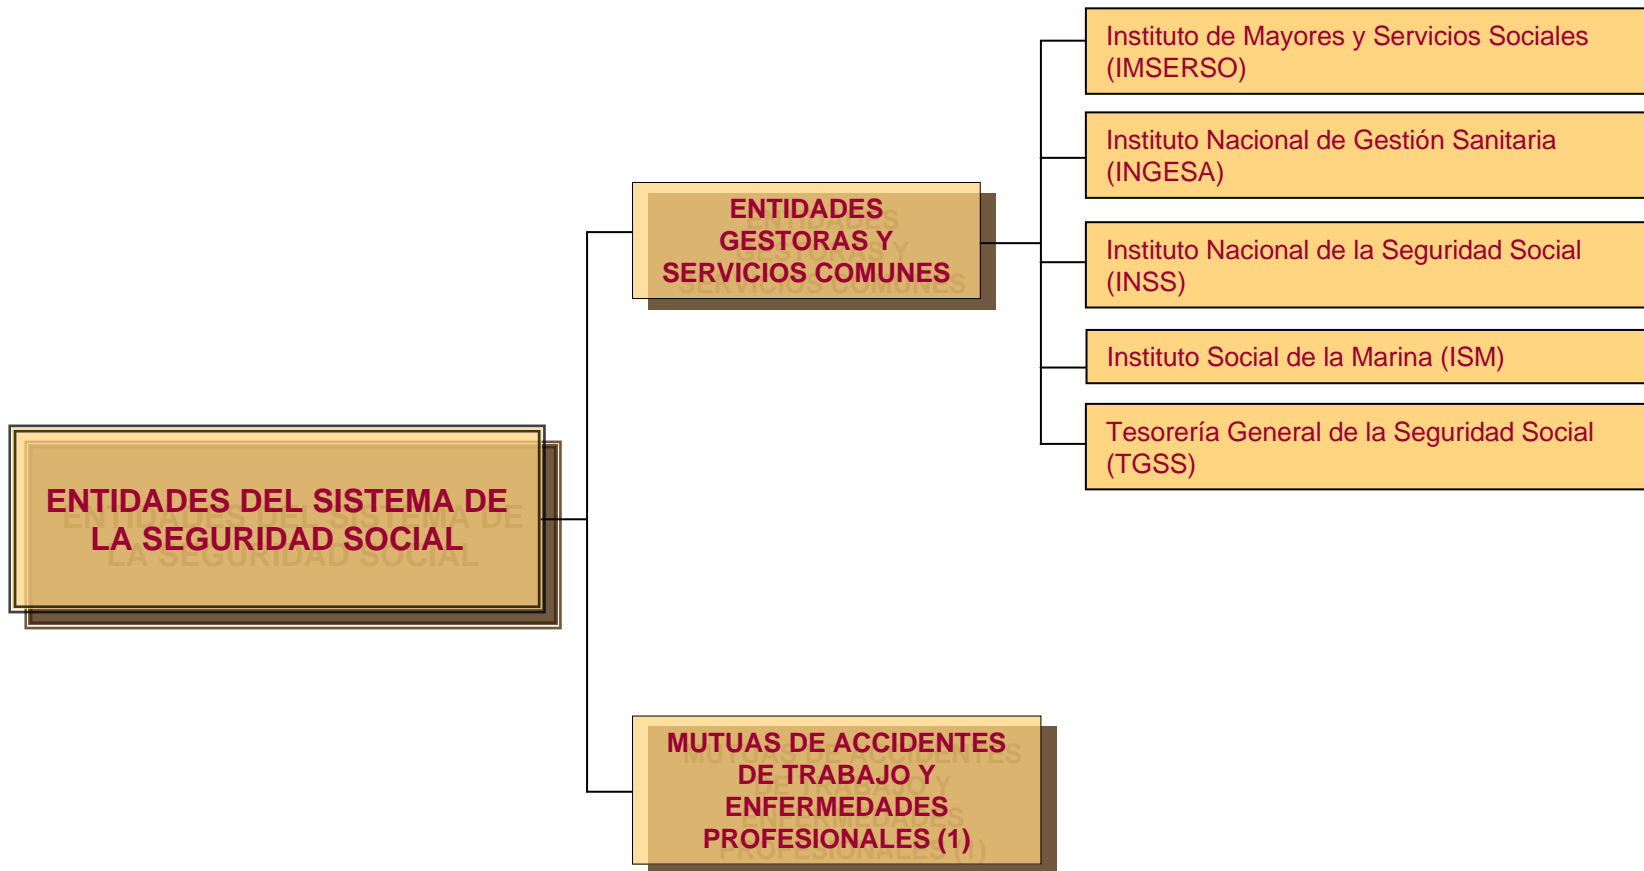 ENTIDADES DEL SISTEMA DE
LA SEGURIDAD SOCIAL
ENTIDADES
GESTORAS Y
SERVICIOS COMUNES
Instituto de Mayores y Servicios Sociales
(IMSERSO)
Instituto Nacional de Gestión Sanitaria
(INGESA)
Instituto Nacional de la Seguridad Social
(INSS)
Instituto Social de la Marina (ISM)
Tesorería General de la Seguridad Social
(TGSS)
MUTUAS DE ACCIDENTES
DE TRABAJO Y
ENFERMEDADES
PROFESIONALES (1)